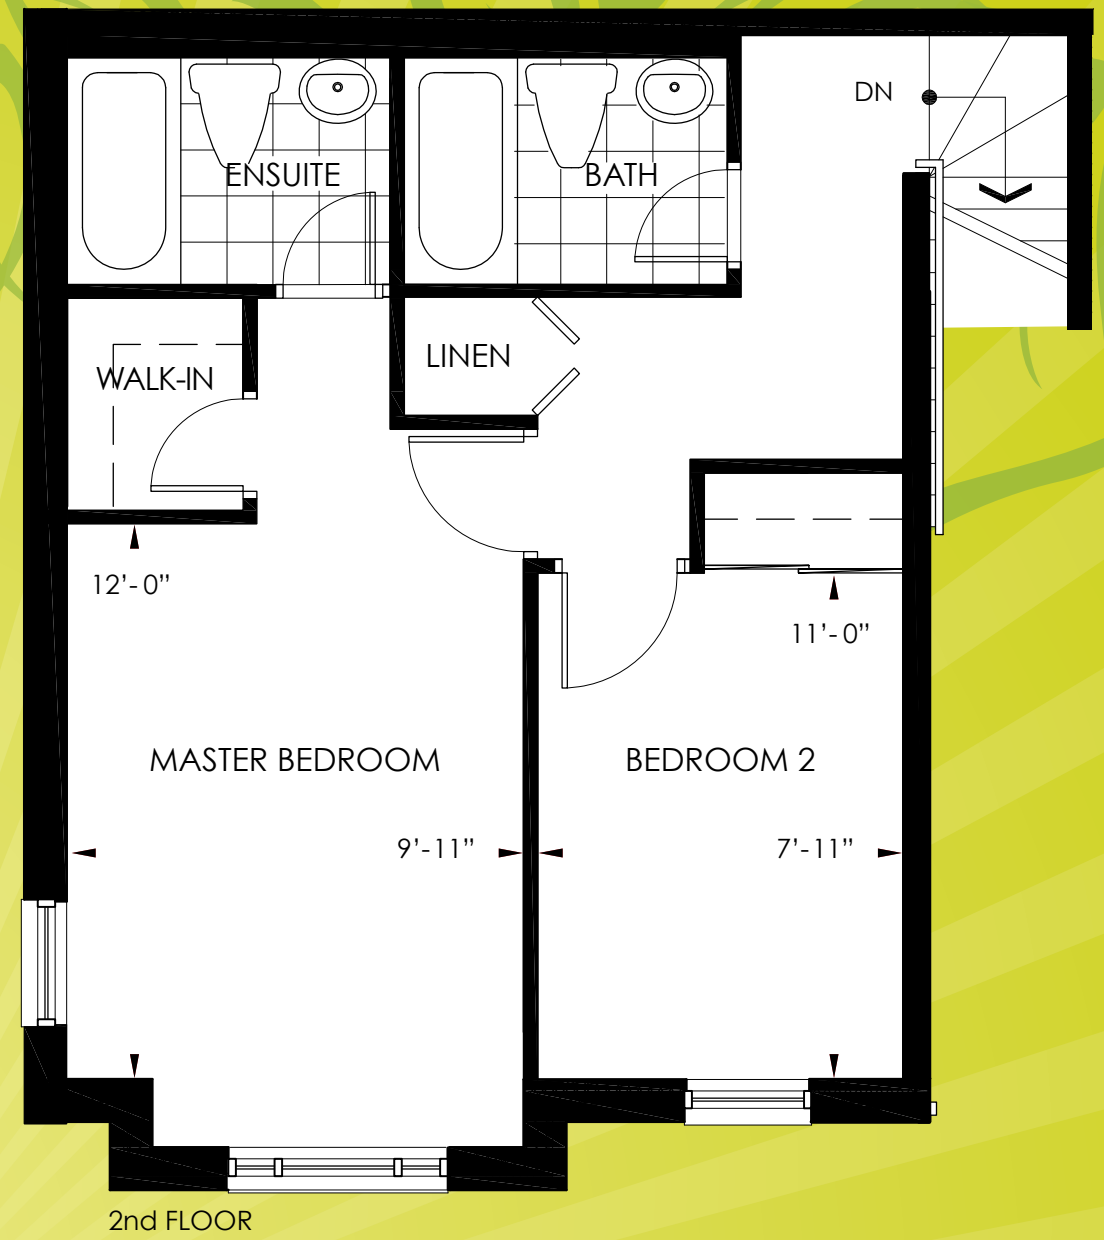 DN
ENSUITE
BATH
LINEN
WALK-IN
12'-0"
11'-0"
MASTER BEDROOM
BEDROOM 2
9'-11"
7'-11"
2nd FLOOR